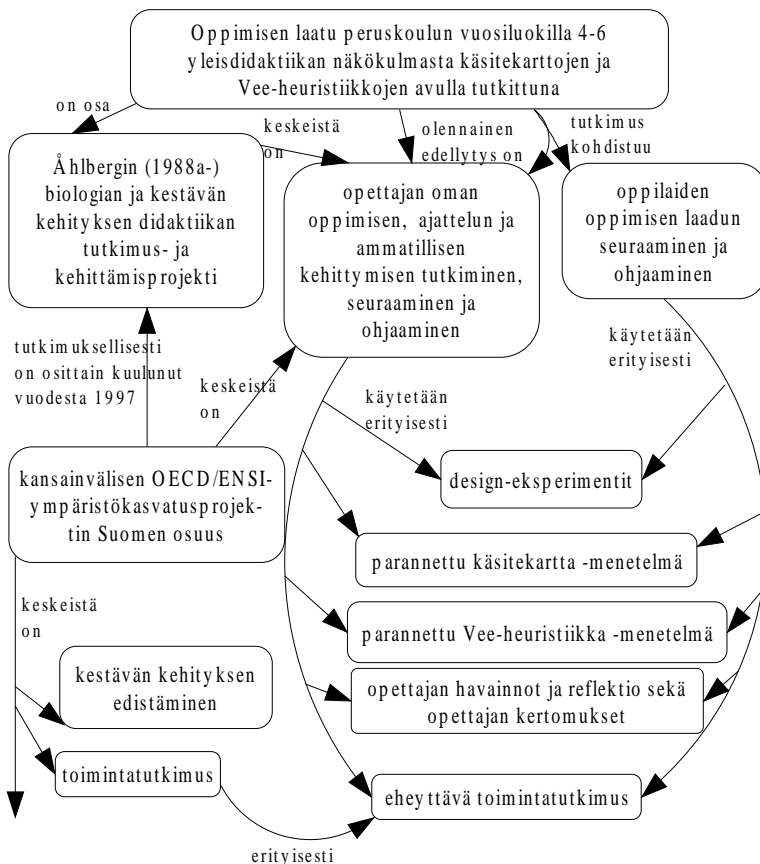 Oppimisen laatu peruskoulun vuosiluokilla 4-6
yleisdidaktiikan näkökulmasta käsitekarttojen ja
Vee-heuristiikkojen avulla tutkittuna
on osa
keskeistä
on
olennainen
edellytys on
tutkimus
kohdistuu
Åhlbergin (1988a-)
biologian ja kestävän
kehityksen didaktiikan
tutkimus- ja
kehittämisprojekti
opettajan oman
oppimisen, ajattelun ja
ammatillisen
kehittymisen tutkiminen,
seuraaminen ja
ohjaaminen
oppilaiden
oppimisen laadun
seuraaminen ja
ohjaaminen
tutkimuksellisesti
on osittain kuulunut
vuodesta 1997
keskeistä
on
käytetään
erityisesti
käytetään
erityisesti
kansainvälisen OECD/ENSI-
ympäristökasvatusprojek-
tin Suomen osuus
design-eksperimentit
parannettu käsitekartta -menetelmä
keskeistä
on
parannettu Vee-heuristiikka -menetelmä
kestävän kehityksen
edistäminen
opettajan havainnot ja reflektio sekä
opettajan kertomukset
toimintatutkimus
eheyttävä toimintatutkimus
erityisesti